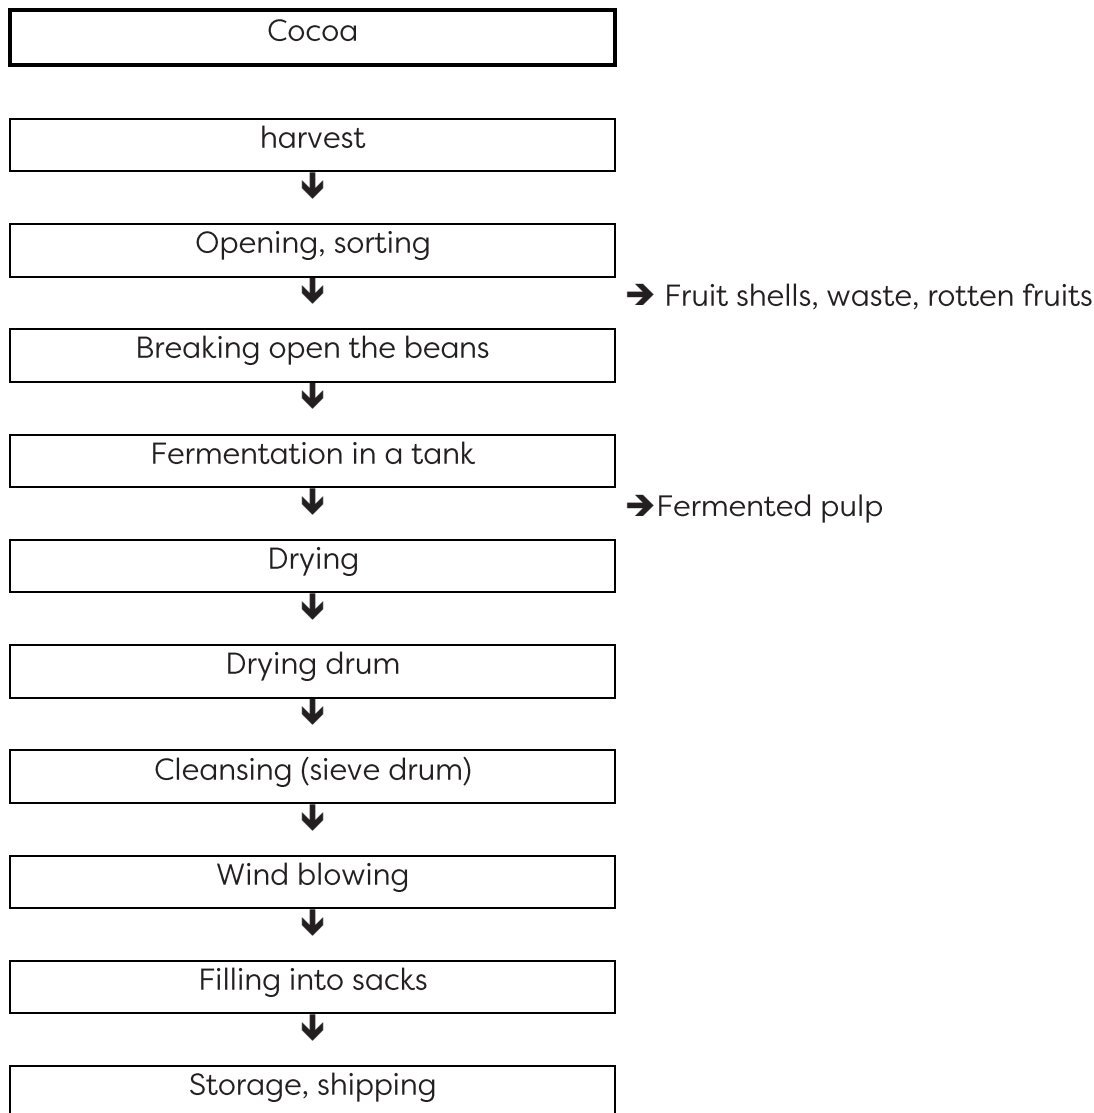 Cocoa
harvest
Opening, sorting
Fruit shells, waste, rotten fruits
Breaking open the beans
Fermentation in a tank
Fermented pulp
Drying
Drying drum
Cleansing (sieve drum)
Wind blowing
Filling into sacks
Storage, shipping